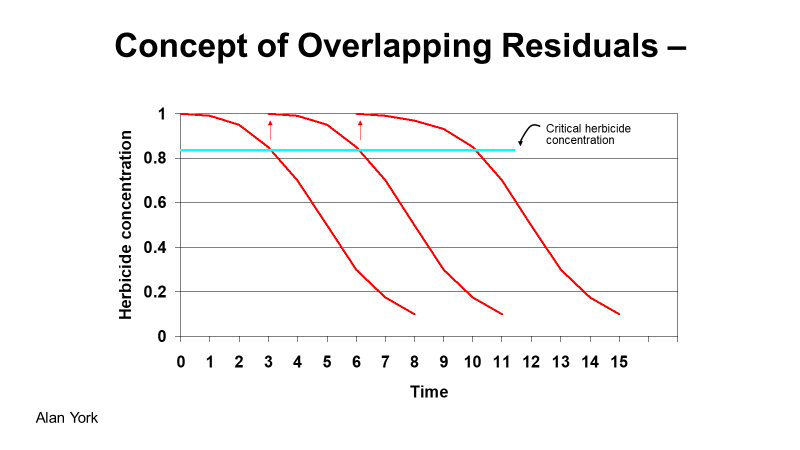 Concept of Overlapping Residuals –
Herbicide concentration
1
0.8
0.6
0.4
0.2
0
Critical herbicide
concentration
0 1 2 3 4 5 6 7 8 9 10 11 12 13 14 15
Time
Alan York